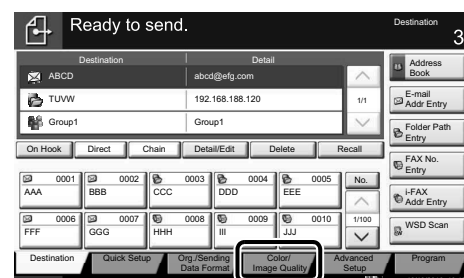 Ready to send.
Destination
3
Destination Detail
ABCD abcd@efg.com
TUVW 192.168.188.120
1/1
Group1 Group1
Address
Book
E-mail
Addr Entry
Folder Path
Entry
FAX No.
Entry
i-FAX
Addr Entry
WSD Scan
On Hook Direct Chain Detail/Edit Delete Recall
0001 0002 0003 0004 0005 No.
AAA BBB CCC DDD EEE
0006 0007 0008 0009 0010 1/100
FFF GGG HHH III JJJ
Destination Quick Setup Org./Sending
Data Format Color/
Image Quality Advanced
Setup Program